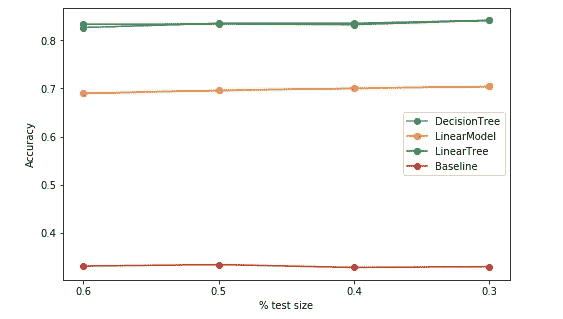 0.8
0.7
0.6
0.5
0.4
Accuracy
DecisionTree
LinearModel
LinearTree
Baseline
0.6 0.5 0.4 0.3
% test size